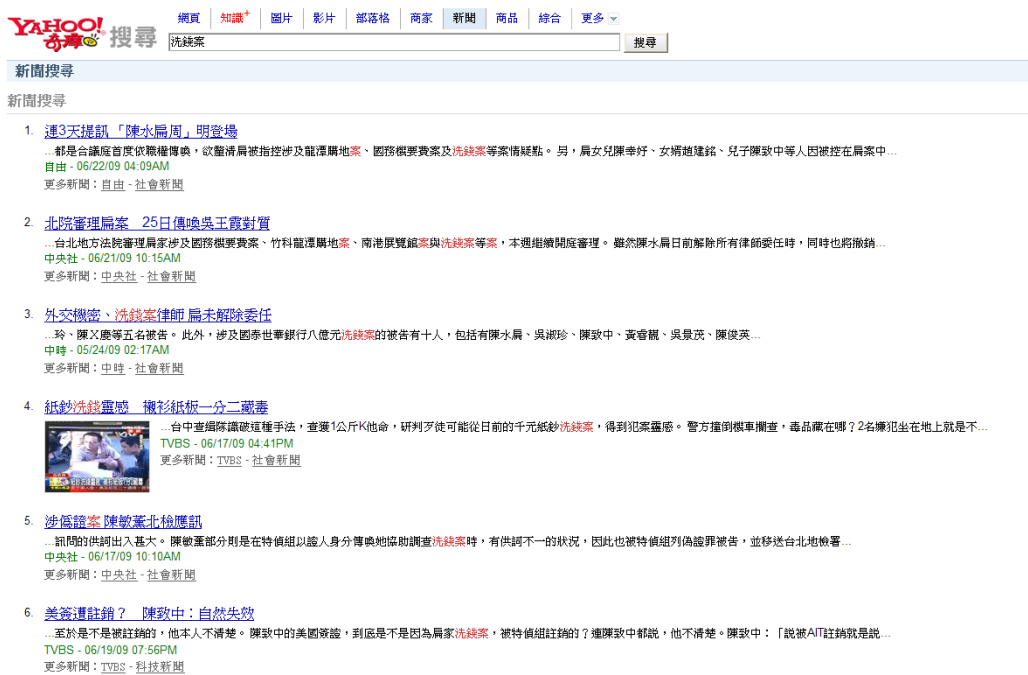 YAHOO! 奇摩 搜尋
網頁 知識+ 圖片 影片 部落格 商家 新聞 商品 綜合 更多
洗錢案 搜尋
新聞搜尋
新聞搜尋
1. 連3天提訊 「陳水扁周」明登場
...都是合議庭首度依職權傳喚，欲釐清扁被指控涉及龍潭購地案、國務機要費案及洗錢案等案情疑點。 另，扁女兒陳幸妤、女婿趙建銘、兒子陳致中等人因被控在扁案中...
自由 - 06/22/09 04:09AM
更多新聞：自由 - 社會新聞
2. 北院審理扁案 25日傳喚吳王霞對質
...台北地方法院審理扁家涉及國務機要費案、竹科龍潭購地案、南港展覽館案與洗錢案等案，本週繼續開庭審理。 雖然陳水扁日前解除所有律師委任時，同時也將撤銷...
中央社 - 06/21/09 10:15AM
更多新聞：中央社 - 社會新聞
3. 外交機密、洗錢案律師 扁未解除委任
...玲、陳Ｘ慶等五名被告。 此外，涉及國泰世華銀行八億元洗錢案的被告有十人，包括有陳水扁、吳淑珍、陳致中、黃睿靚、吳景茂、陳俊英...
中時 - 05/24/09 02:17AM
更多新聞：中時 - 社會新聞
4. 紙鈔洗錢靈感 襯衫紙板一分二藏毒
...台中查緝隊識破這種手法，查獲1公斤K他命，研判歹徒可能從日前的千元紙鈔洗錢案，得到犯案靈感。 警方撞倒機車攔查，毒品藏在哪？2名嫌犯坐在地上就是不...
TVBS - 06/17/09 04:41PM
更多新聞：TVBS - 社會新聞
5. 涉偽證案 陳敏薰北檢應訊
...訊問的供詞出入甚大。 陳敏薰部分則是在特偵組以證人身分傳喚她協助調查洗錢案時，有供詞不一的狀況，因此也被特偵組列偽證罪被告，並移送台北地檢署...
中央社 - 06/17/09 10:10AM
更多新聞：中央社 - 社會新聞
6. 美簽遭註銷？ 陳致中：自然失效
...至於是不是被註銷的，他本人不清楚。 陳致中的美國簽證，到底是不是因為扁家洗錢案，被特偵組註銷的？連陳致中都說，他不清楚。陳致中：「說被AIT註銷就是說...
TVBS - 06/19/09 07:56PM
更多新聞：TVBS - 科技新聞